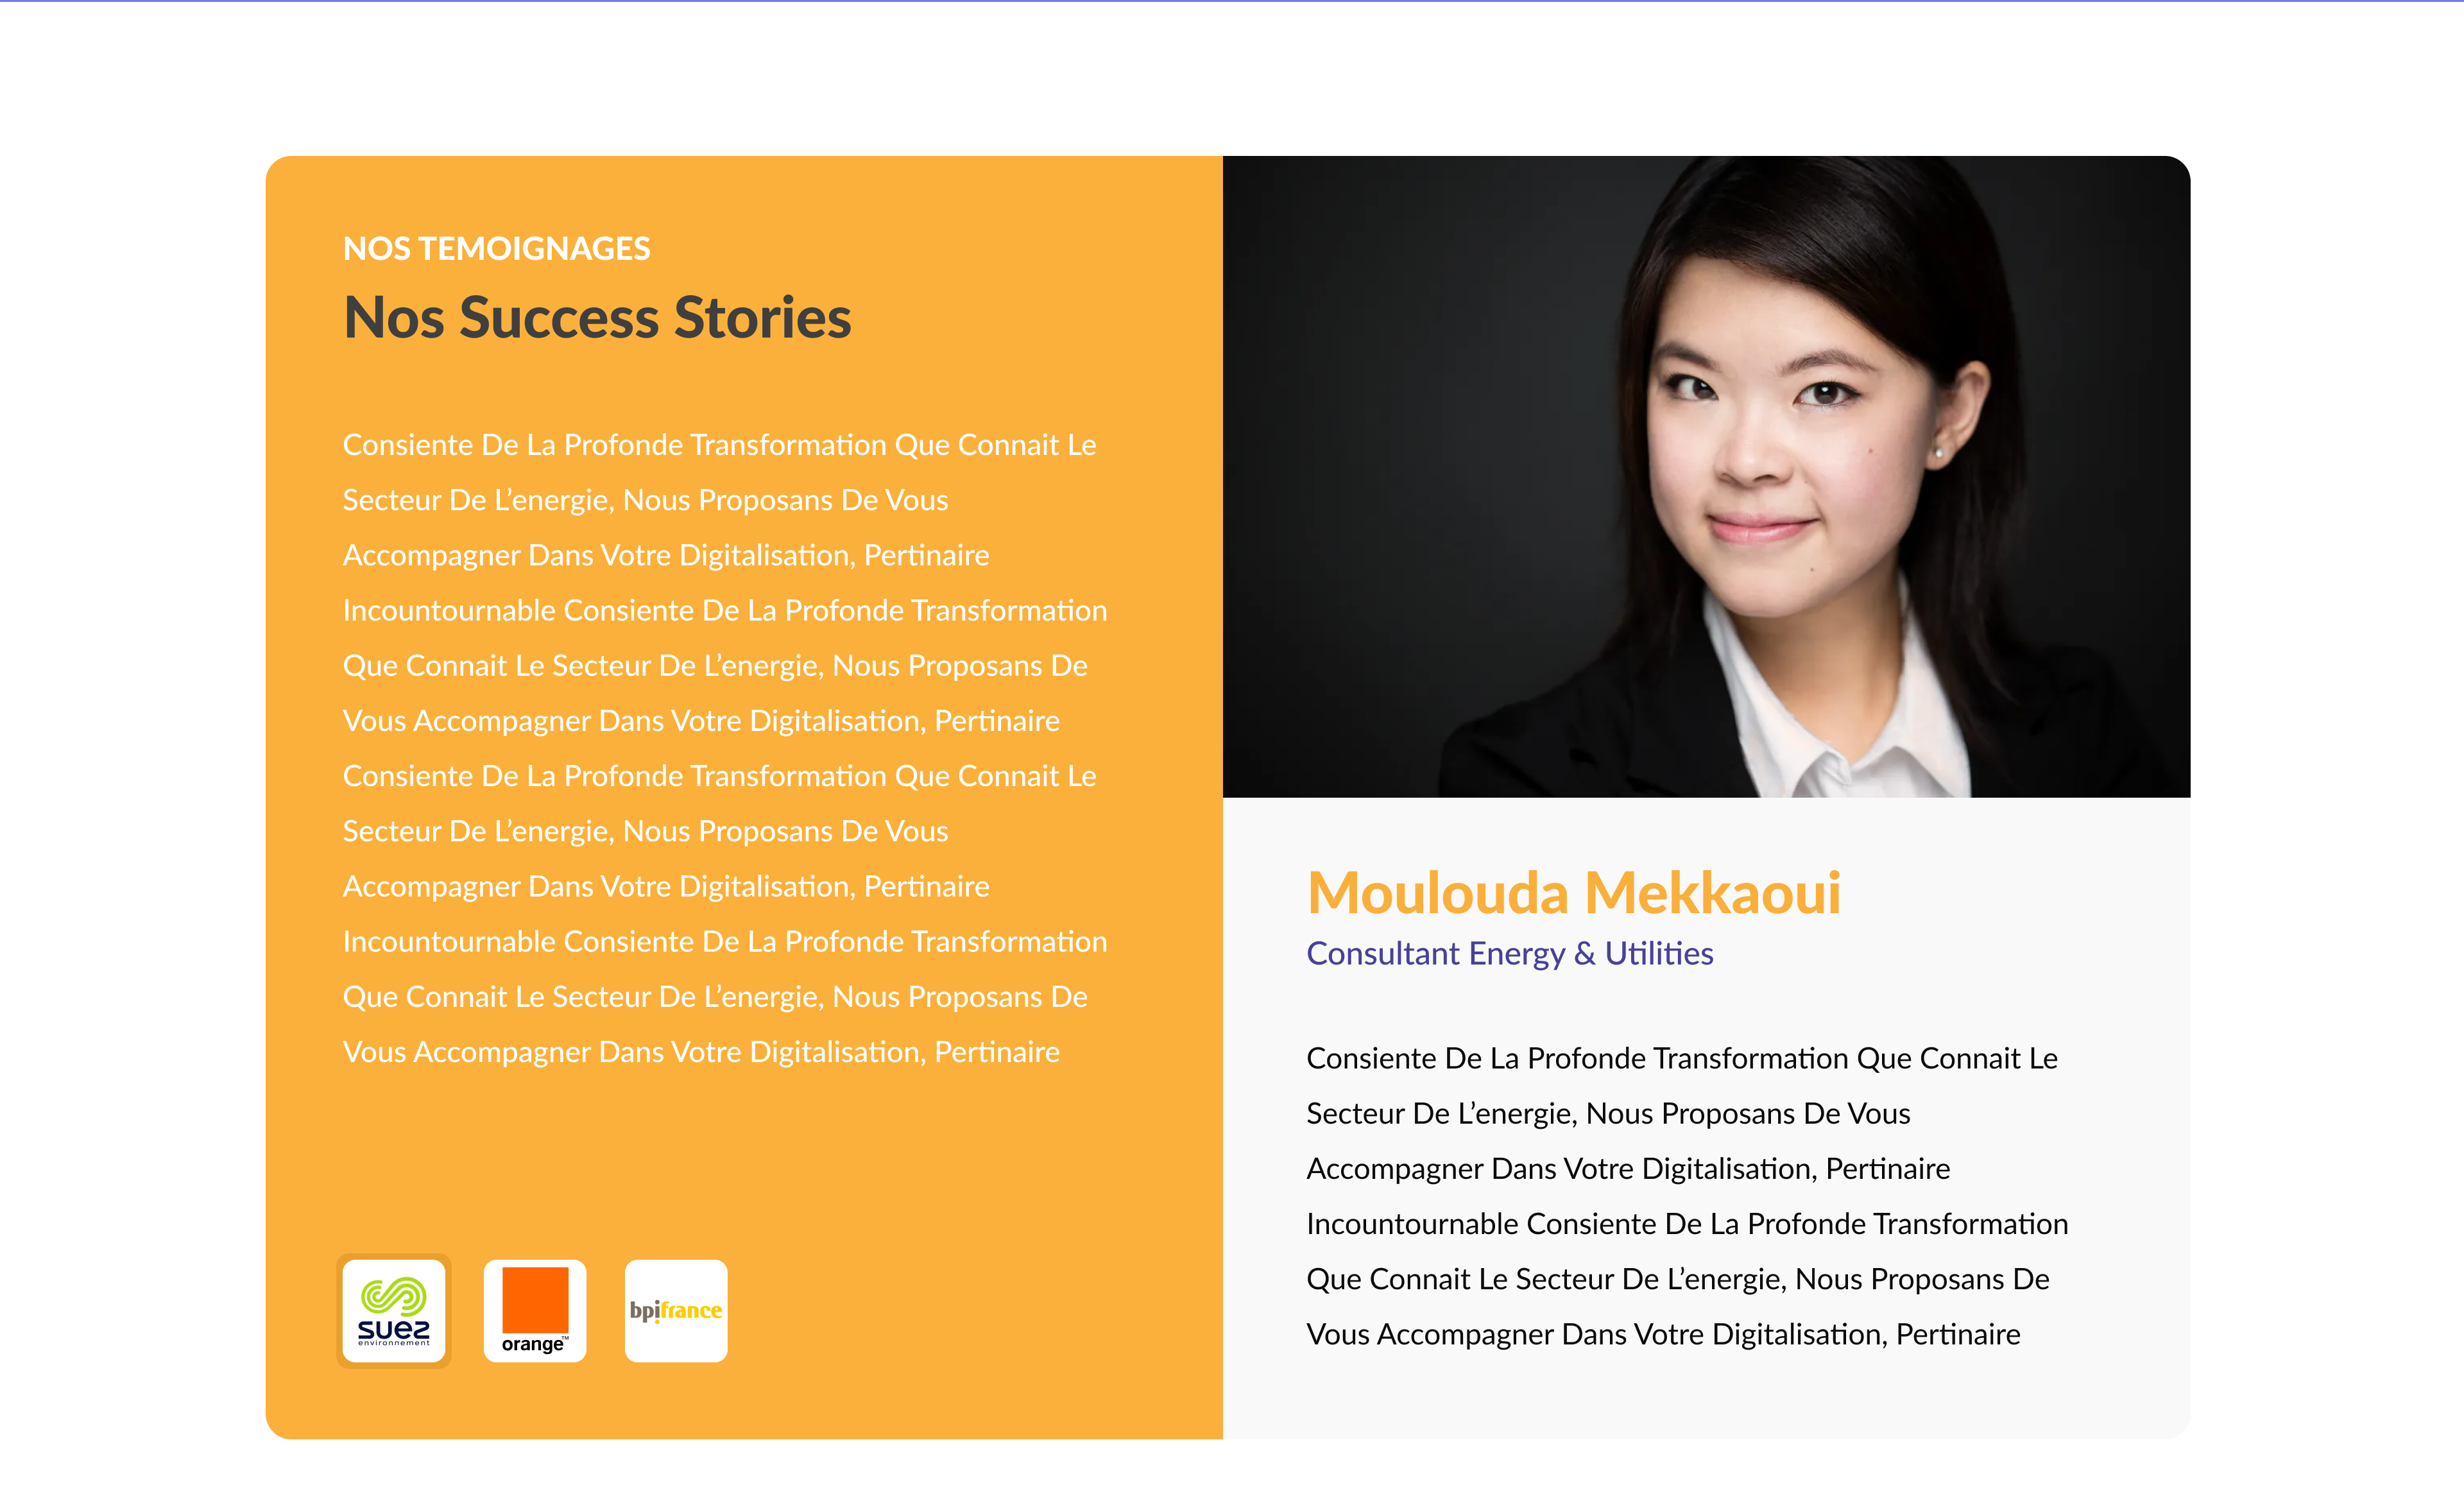 NOS TEMOIGNAGES
Nos Success Stories
Consiente De La Profonde Transformation Que Connait Le
Secteur De L’energie, Nous Proposans De Vous
Accompagner Dans Votre Digitalisation, Pertinaire
Incountournable Consiente De La Profonde Transformation
Que Connait Le Secteur De L’energie, Nous Proposans De
Vous Accompagner Dans Votre Digitalisation, Pertinaire
Consiente De La Profonde Transformation Que Connait Le
Secteur De L’energie, Nous Proposans De Vous
Accompagner Dans Votre Digitalisation, Pertinaire
Incountournable Consiente De La Profonde Transformation
Que Connait Le Secteur De L’energie, Nous Proposans De
Vous Accompagner Dans Votre Digitalisation, Pertinaire
suez
environnement
orange™
bpifrance
Moulouda Mekkaoui
Consultant Energy & Utilities
Consiente De La Profonde Transformation Que Connait Le
Secteur De L’energie, Nous Proposans De Vous
Accompagner Dans Votre Digitalisation, Pertinaire
Incountournable Consiente De La Profonde Transformation
Que Connait Le Secteur De L’energie, Nous Proposans De
Vous Accompagner Dans Votre Digitalisation, Pertinaire